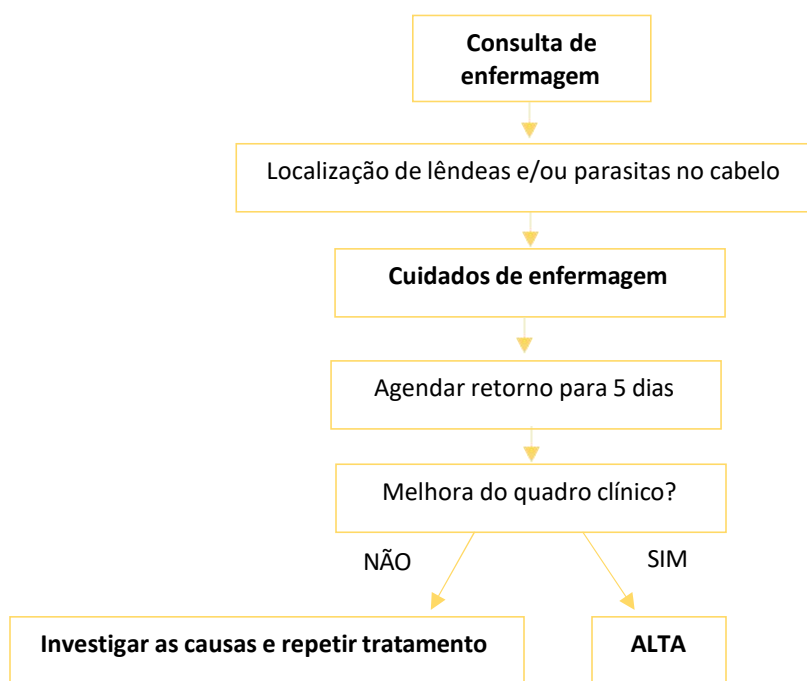 Consulta de
enfermagem
Localização de lêndeas e/ou parasitas no cabelo
Cuidados de enfermagem
Agendar retorno para 5 dias
Melhora do quadro clínico?
NÃO
SIM
Investigar as causas e repetir tratamento
ALTA